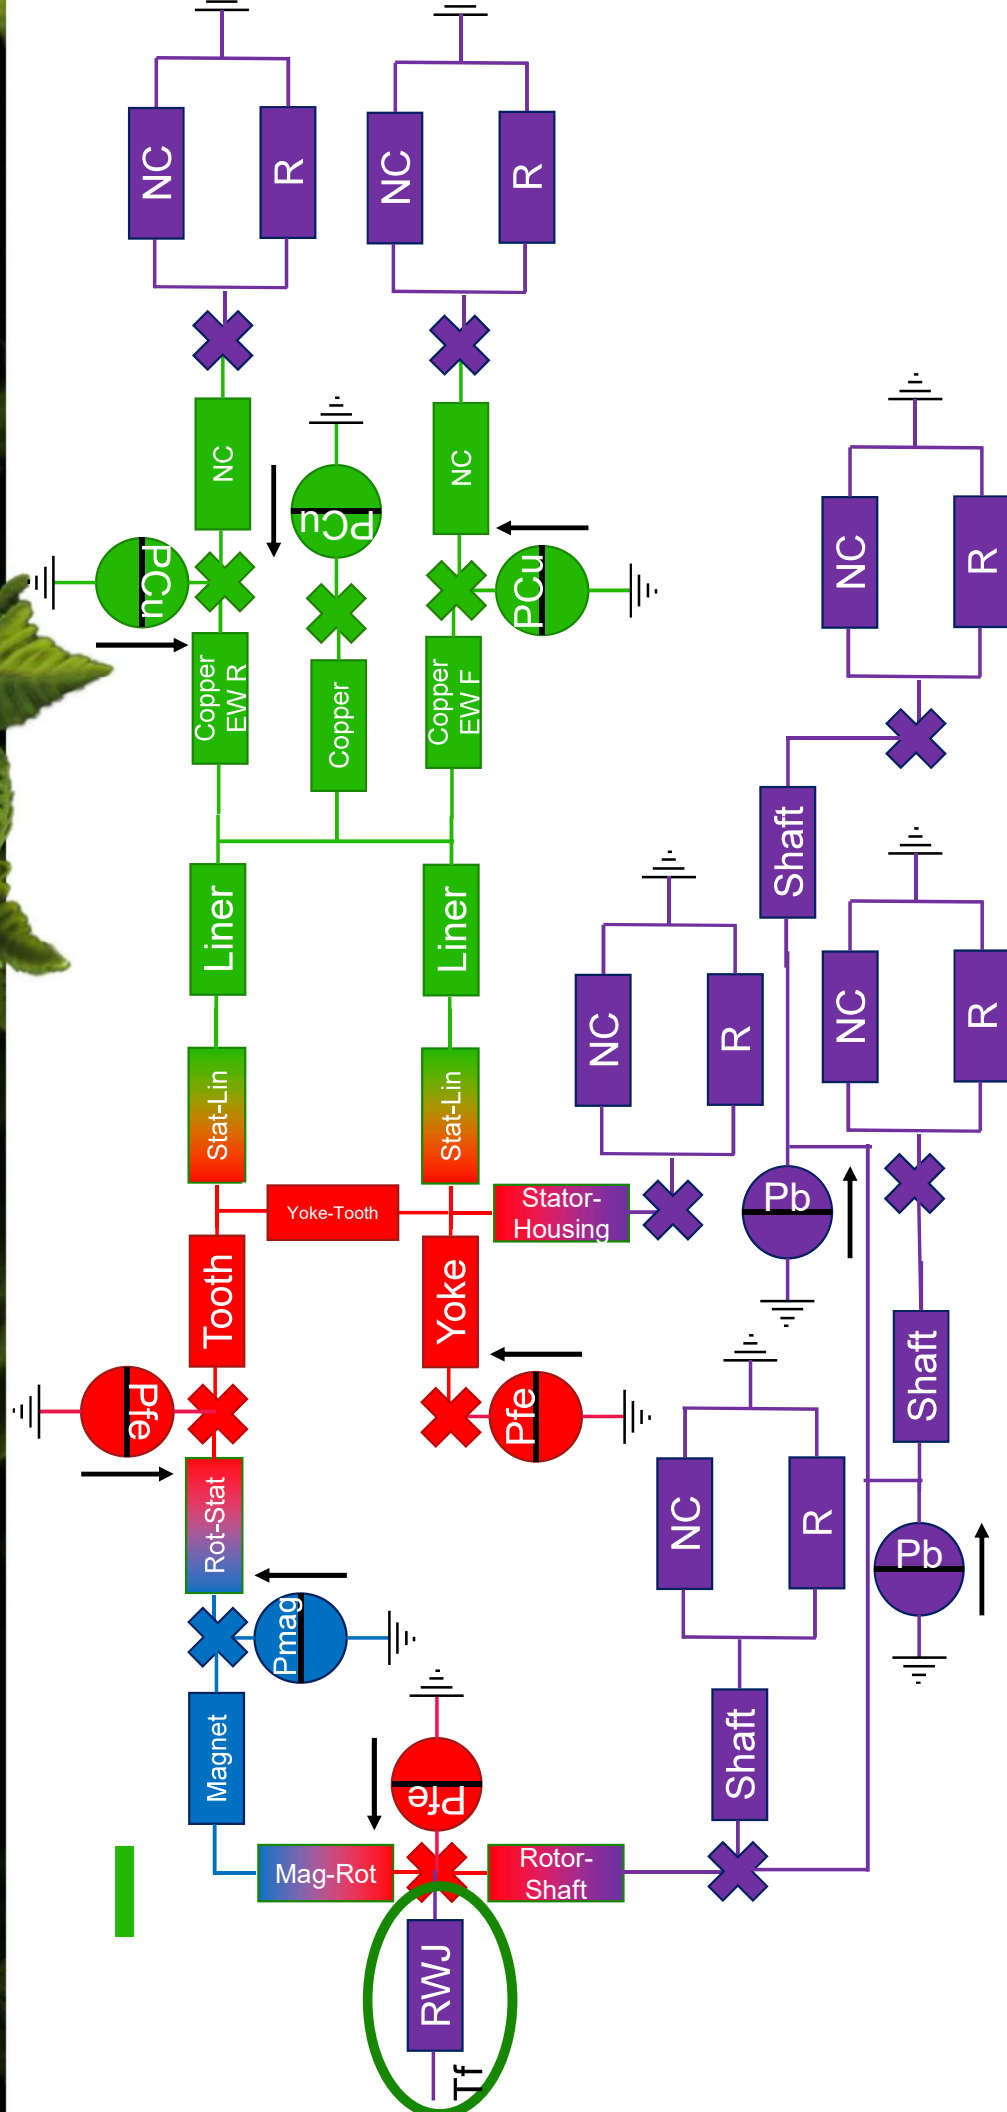 NC
R
NC
R
NC
NC
PCu
PCu
PCu
Copper
EW R
Copper
Copper
EW F
NC
R
Shaft
Liner
Liner
NC
R
NC
R
Stat-Lin
Stat-Lin
Yoke-Tooth
Stator-
Housing
Pb
Tooth
Yoke
Shaft
Pfe
Pfe
Rot-Stat
NC
R
Pb
Pmag
Magnet
Pfe
Shaft
Mag-Rot
Rotor-
Shaft
RWJ
Tf